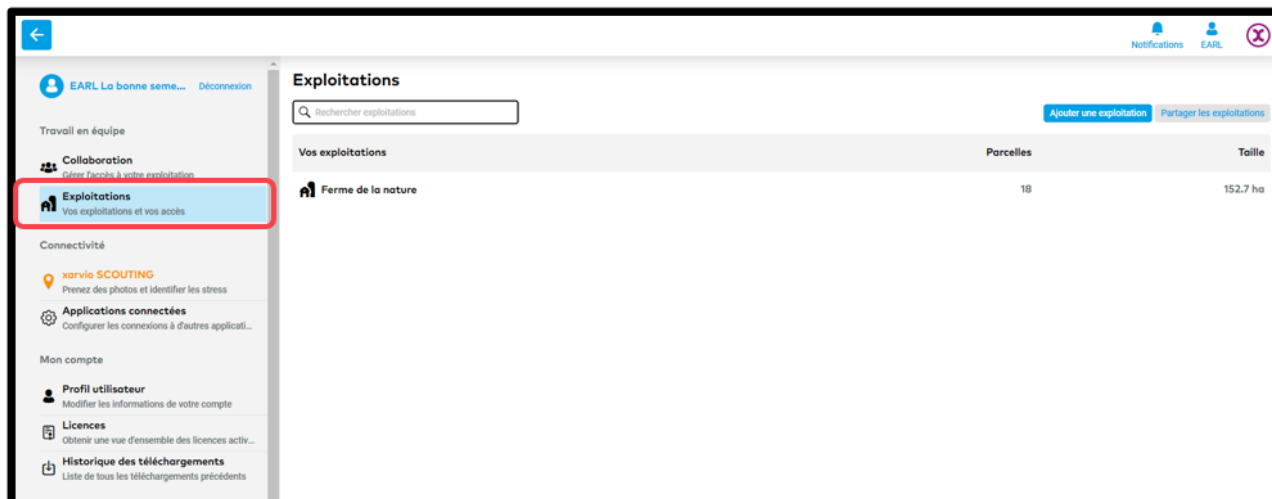 Notifications
EARL
EARL La bonne seme...
Déconnexion
Travail en équipe
Collaboration
Gérer l'accès à votre exploitation
Exploitations
Vos exploitations et vos accès
Connectivité
xarvio SCOUTING
Prenez des photos et identifier les stress
Applications connectées
Configurer les connexions à d'autres applicati...
Mon compte
Profil utilisateur
Modifier les informations de votre compte
Licences
Obtenir une vue d'ensemble des licences activ...
Historique des téléchargements
Liste de tous les téléchargements précédents
Exploitations
Rechercher exploitations
Ajouter une exploitation
Partager les exploitations
Vos exploitations Parcelles Taille
Ferme de la nature 18 152.7 ha